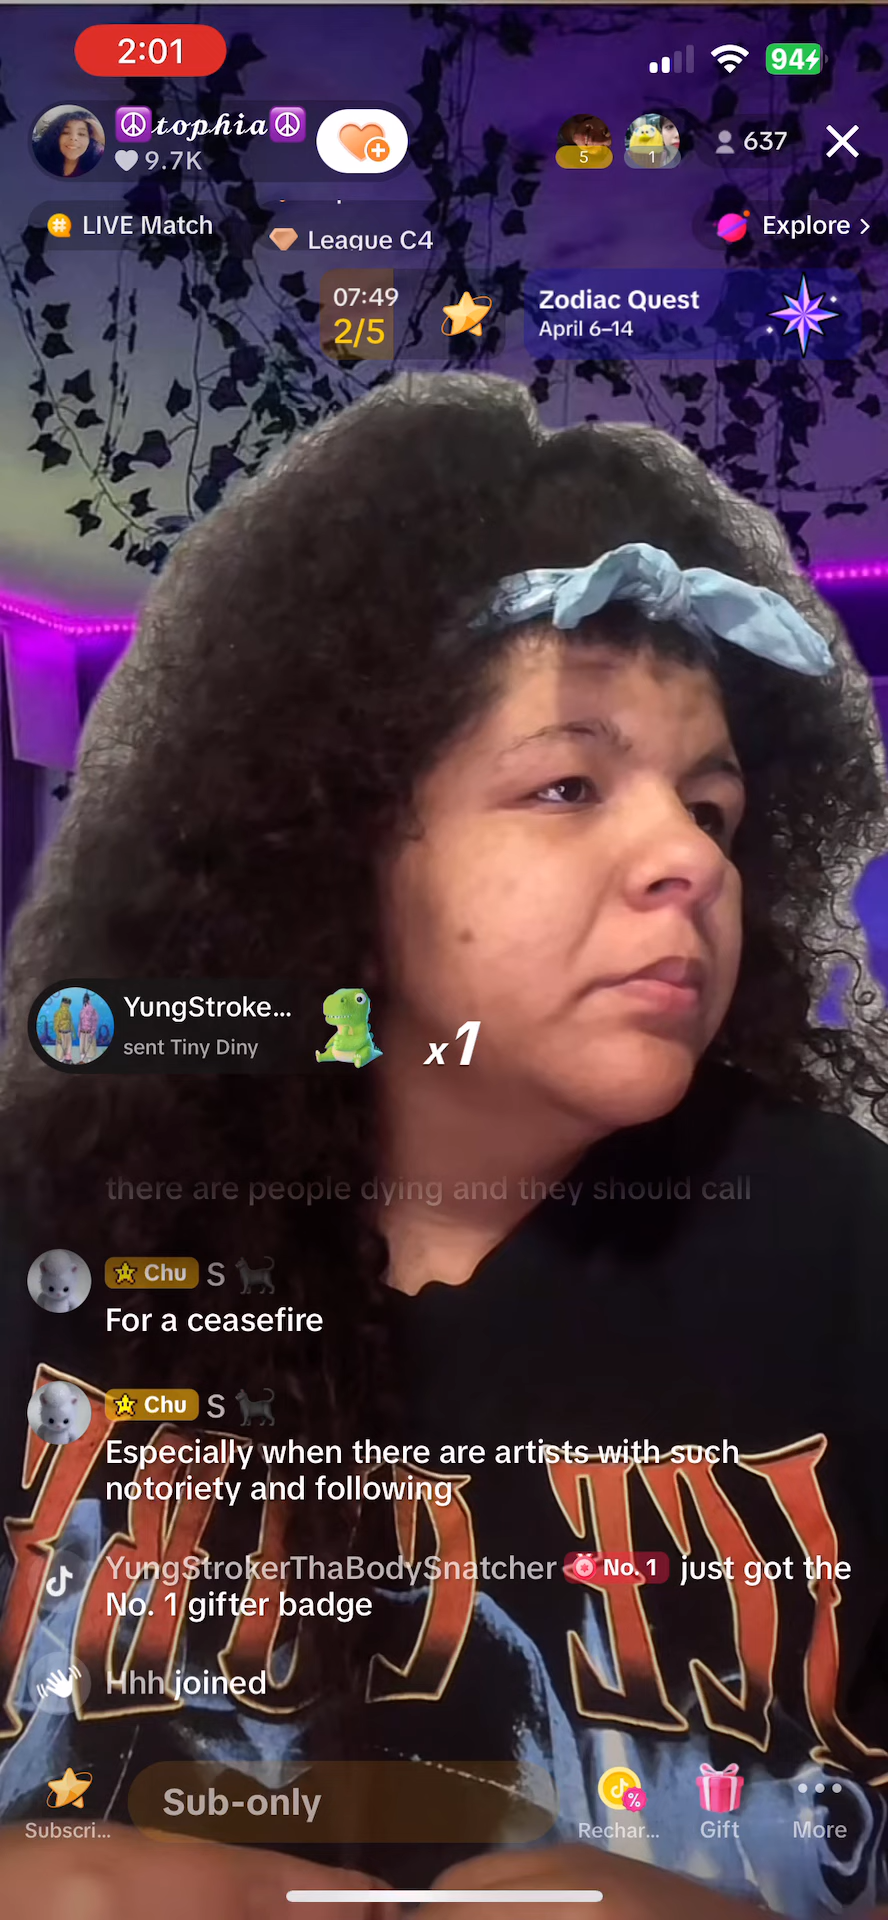 2:01
94
☮️tophia☮️
9.7K
5
1
637
LIVE Match
League C4
Explore >
07:49
2/5
Zodiac Quest
April 6–14
YungStroke...
sent Tiny Diny
x1
there are people dying and they should call
Chu S 🐈‍⬛
For a ceasefire
Chu S 🐈‍⬛
Especially when there are artists with such
notoriety and following
YungStrokerThaBodySnatcher No. 1 just got the
No. 1 gifter badge
Hhh joined
Subscri...
Sub-only
Rechar...
Gift
More